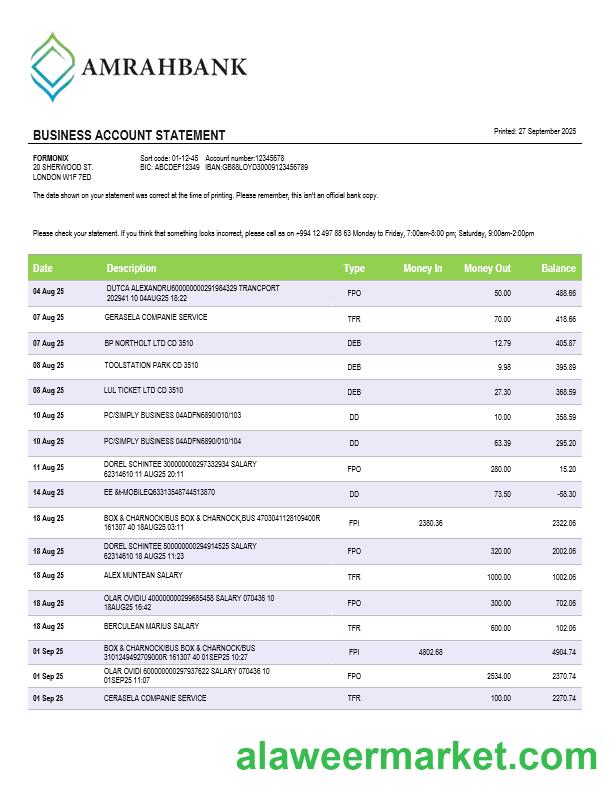 AMRAHBANK
BUSINESS ACCOUNT STATEMENT
Printed: 27 September 2025
FORMONIX
20 SHERWOOD ST.
LONDON W1F 7ED
Sort code: 01-12-45 Account number:12345678
BIC: ABCDEF12349 IBAN:GB86LOYD30009123456789
The data shown on your statement was correct at the time of printing. Please remember, this isn't an official bank copy.
Please check your statement. If you think that something looks incorrect, please call as on +994 12 497 88 63 Monday to Friday, 7:00am-8:00 pm; Saturday, 9:00am-2:00pm
Date Description Type Money In Money Out Balance
04 Aug 25 DUTCA ALEXANDRU600000000291984329 TRANCPORT
202941 10 04AUG25 18:22 FPO 50.00 488.66
07 Aug 25 GERASELA COMPANIE SERVICE TFR 70.00 418.66
07 Aug 25 BP NORTHOLT LTD CD 3510 DEB 12.79 405.87
08 Aug 25 TOOLSTATION PARK CD 3510 DEB 9.98 395.89
08 Aug 25 LUL TICKET LTD CD 3510 DEB 27.30 368.59
10 Aug 25 PC/SIMPLY BUSINESS 04ADFN6890/010/103 DD 10.00 358.59
10 Aug 25 PC/SIMPLY BUSINESS 04ADFN6890/010/104 DD 63.39 295.20
11 Aug 25 DOREL SCHINTEE 300000000297332934 SALARY
62314610 11 AUG25 20:11 FPO 280.00 15.20
14 Aug 25 EE &t-MOBILEQ63313548744513870 DD 73.50 -58.30
18 Aug 25 BOX & CHARNOCK/BUS BOX & CHARNOCK,BUS 4703041128109400R
161307 40 18AUG25 03:11 FPI 2380.36 2322.06
18 Aug 25 DOREL SCHINTEE 500000000294914525 SALARY
62314610 18 AUG25 11:23 FPO 320.00 2002.06
18 Aug 25 ALEX MUNTEAN SALARY TFR 1000.00 1002.06
18 Aug 25 OLAR OVIDIU 400000000299685458 SALARY 070436 10
18AUG25 16:42 FPO 300.00 702.06
18 Aug 25 BERCULEAN MARIUS SALARY TFR 600.00 102.06
01 Sep 25 BOX & CHARNOCK/BUS BOX & CHARNOCK/BUS
3101249492709000R 161307 40 01SEP25 10:27 FPI 4802.68 4904.74
01 Sep 25 OLAR OVIDI 600000000297937622 SALARY 070436 10
01SEP25 11:07 FPO 2534.00 2370.74
01 Sep 25 CERASELA COMPANIE SERVICE TFR 100.00 2270.74
alaweermarket.com